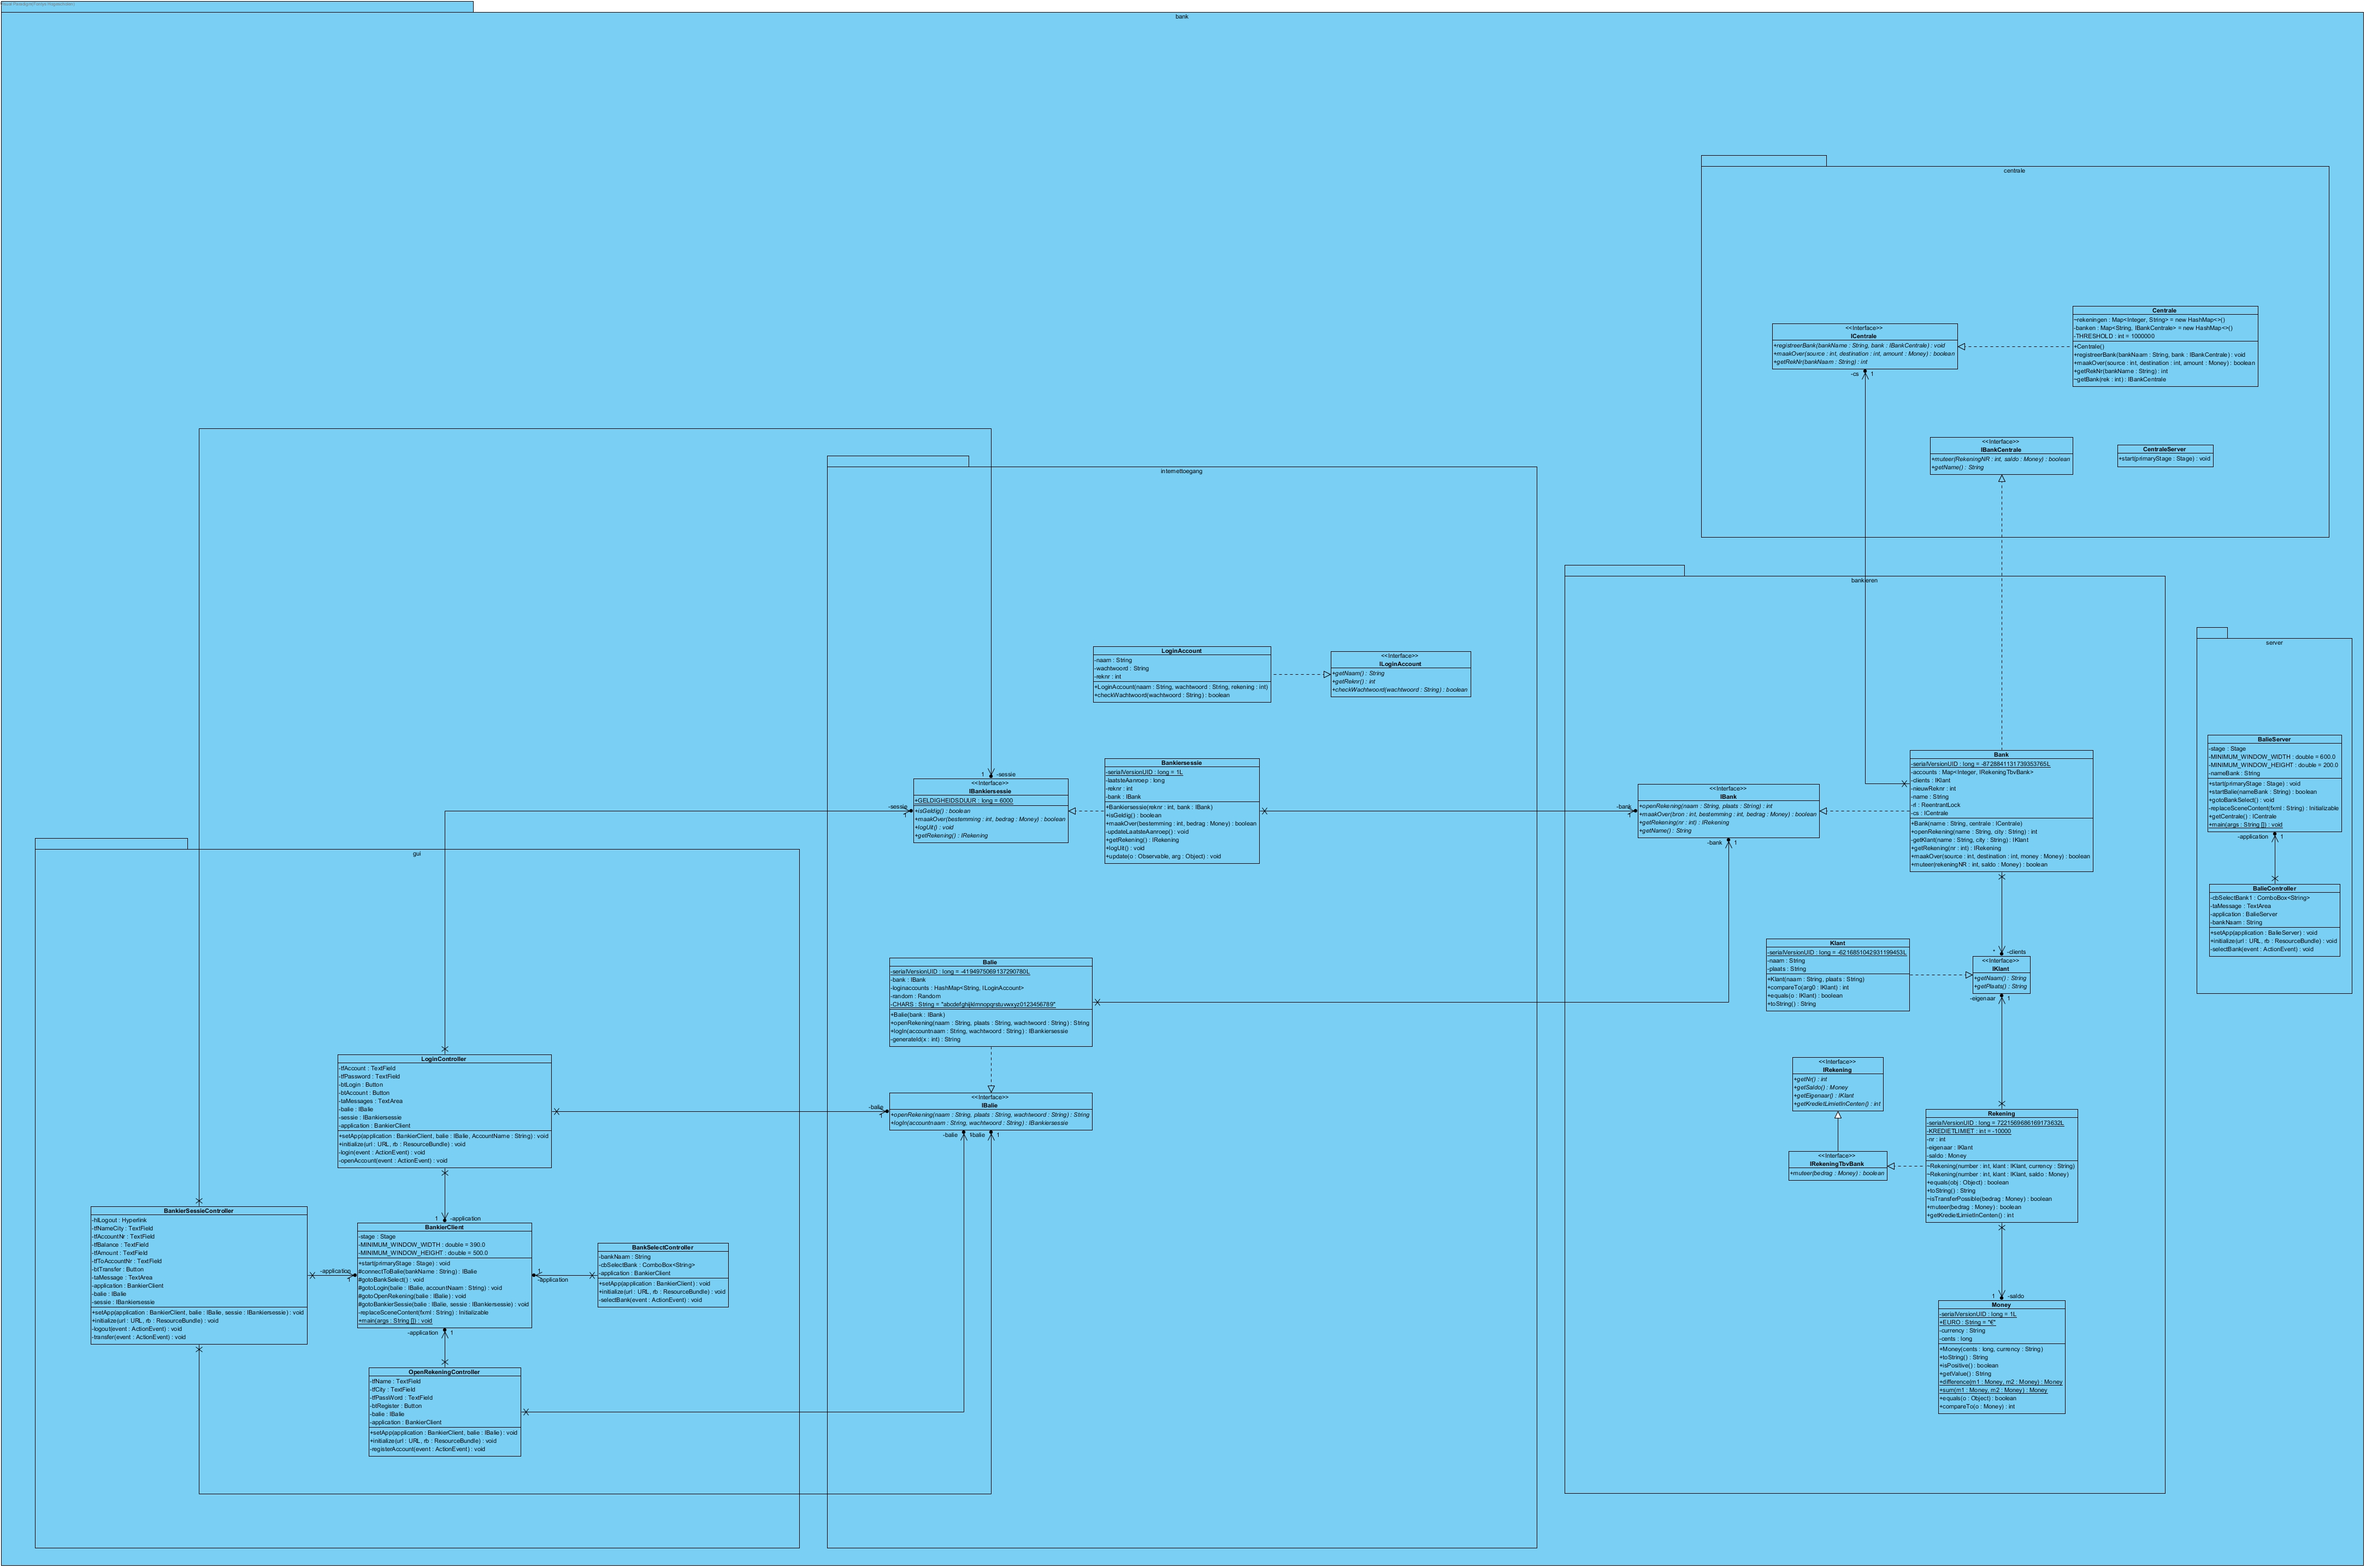 bank
centrale
<<Interface>>
ICentrale
+registreerBank(bankName : String, bank : IBankCentrale) : void
+maakOver(source : int, destination : int, amount : Money) : boolean
+getRekNr(bankNaam : String) : int
Centrale
~rekeningen : Map<Integer, String> = new HashMap<>()
-banken : Map<String, IBankCentrale> = new HashMap<>()
-THRESHOLD : int = 1000000
+Centrale()
+registreerBank(bankNaam : String, bank : IBankCentrale) : void
+maakOver(source : int, destination : int, amount : Money) : boolean
+getRekNr(bankName : String) : int
~getBank(rek : int) : IBankCentrale
-cs
1
<<Interface>>
IBankCentrale
+muteer(RekeningNR : int, saldo : Money) : boolean
+getName() : String
CentraleServer
+start(primaryStage : Stage) : void
internettoegang
LoginAccount
-naam : String
-wachtwoord : String
-reknr : int
+LoginAccount(naam : String, wachtwoord : String, rekening : int)
+checkWachtwoord(wachtwoord : String) : boolean
<<Interface>>
ILoginAccount
+getNaam() : String
+getReknr() : int
+checkWachtwoord(wachtwoord : String) : boolean
1
-sessie
-sessie
1
<<Interface>>
IBankiersessie
+GELDIGHEIDSDUUR : long = 6000
+isGeldig() : boolean
+maakOver(bestemming : int, bedrag : Money) : boolean
+logUit() : void
+getRekening() : IRekening
Bankiersessie
-serialVersionUID : long = 1L
-laatsteAanroep : long
-reknr : int
-bank : IBank
+Bankiersessie(reknr : int, bank : IBank)
+isGeldig() : boolean
+maakOver(bestemming : int, bedrag : Money) : boolean
-updateLaatsteAanroep() : void
+getRekening() : IRekening
+logUit() : void
+update(o : Observable, arg : Object) : void
Balie
-serialVersionUID : long = -4194975069137290780L
-bank : IBank
-loginaccounts : HashMap<String, ILoginAccount>
-random : Random
-CHARS : String = "abcdefghijklmnopqrstuvwxyz0123456789"
+Balie(bank : IBank)
+openRekening(naam : String, plaats : String, wachtwoord : String) : String
+logIn(accountnaam : String, wachtwoord : String) : IBankiersessie
-generateId(x : int) : String
-balie
1
<<Interface>>
IBalie
+openRekening(naam : String, plaats : String, wachtwoord : String) : String
+logIn(accountnaam : String, wachtwoord : String) : IBankiersessie
-balie
1
-balie
1
bankieren
-bank
1
<<Interface>>
IBank
+openRekening(naam : String, plaats : String) : int
+maakOver(bron : int, bestemming : int, bedrag : Money) : boolean
+getRekening(nr : int) : IRekening
+getName() : String
-bank
1
Bank
-serialVersionUID : long = -8728841131739353765L
-accounts : Map<Integer, IRekeningTbvBank>
-clients : IKlant
-nieuwReknr : int
-name : String
-rl : ReentrantLock
-cs : ICentrale
+Bank(name : String, centrale : ICentrale)
+openRekening(name : String, city : String) : int
-getKlant(name : String, city : String) : IKlant
+getRekening(nr : int) : IRekening
+maakOver(source : int, destination : int, money : Money) : boolean
+muteer(rekeningNR : int, saldo : Money) : boolean
*
-clients
Klant
-serialVersionUID : long = -6216851042931199453L
-naam : String
-plaats : String
+Klant(naam : String, plaats : String)
+compareTo(arg0 : IKlant) : int
+equals(o : IKlant) : boolean
+toString() : String
<<Interface>>
IKlant
+getNaam() : String
+getPlaats() : String
-eigenaar
1
<<Interface>>
IRekening
+getNr() : int
+getSaldo() : Money
+getEigenaar() : IKlant
+getKredietLimietInCenten() : int
<<Interface>>
IRekeningTbvBank
+muteer(bedrag : Money) : boolean
Rekening
-serialVersionUID : long = 7221569686169173632L
-KREDIETLIMIET : int = -10000
-nr : int
-eigenaar : IKlant
-saldo : Money
~Rekening(number : int, klant : IKlant, currency : String)
~Rekening(number : int, klant : IKlant, saldo : Money)
+equals(obj : Object) : boolean
+toString() : String
~isTransferPossible(bedrag : Money) : boolean
+muteer(bedrag : Money) : boolean
+getKredietLimietInCenten() : int
1
-saldo
Money
-serialVersionUID : long = 1L
+EURO : String = "€"
-currency : String
-cents : long
+Money(cents : long, currency : String)
+toString() : String
+isPositive() : boolean
+getValue() : String
+difference(m1 : Money, m2 : Money) : Money
+sum(m1 : Money, m2 : Money) : Money
+equals(o : Object) : boolean
+compareTo(o : Money) : int
server
BalieServer
-stage : Stage
-MINIMUM_WINDOW_WIDTH : double = 600.0
-MINIMUM_WINDOW_HEIGHT : double = 200.0
-nameBank : String
+start(primaryStage : Stage) : void
+startBalie(nameBank : String) : boolean
+gotoBankSelect() : void
-replaceSceneContent(fxml : String) : Initializable
+getCentrale() : ICentrale
+main(args : String []) : void
-application
1
BalieController
-cbSelectBank1 : ComboBox<String>
-taMessage : TextArea
-application : BalieServer
-bankNaam : String
+setApp(application : BalieServer) : void
+initialize(url : URL, rb : ResourceBundle) : void
-selectBank(event : ActionEvent) : void
gui
LoginController
-tfAccount : TextField
-tfPassword : TextField
-btLogin : Button
-btAccount : Button
-taMessages : TextArea
-balie : IBalie
-sessie : IBankiersessie
-application : BankierClient
+setApp(application : BankierClient, balie : IBalie, AccountName : String) : void
+initialize(url : URL, rb : ResourceBundle) : void
-login(event : ActionEvent) : void
-openAccount(event : ActionEvent) : void
1
-application
BankierSessieController
-hlLogout : Hyperlink
-tfNameCity : TextField
-tfAccountNr : TextField
-tfBalance : TextField
-tfAmount : TextField
-tfToAccountNr : TextField
-btTransfer : Button
-taMessage : TextArea
-application : BankierClient
-balie : IBalie
-sessie : IBankiersessie
+setApp(application : BankierClient, balie : IBalie, sessie : IBankiersessie) : void
+initialize(url : URL, rb : ResourceBundle) : void
-logout(event : ActionEvent) : void
-transfer(event : ActionEvent) : void
-application
1
BankierClient
-stage : Stage
-MINIMUM_WINDOW_WIDTH : double = 390.0
-MINIMUM_WINDOW_HEIGHT : double = 500.0
+start(primaryStage : Stage) : void
#connectToBalie(bankName : String) : IBalie
#gotoBankSelect() : void
#gotoLogin(balie : IBalie, accountNaam : String) : void
#gotoOpenRekening(balie : IBalie) : void
#gotoBankierSessie(balie : IBalie, sessie : IBankiersessie) : void
-replaceSceneContent(fxml : String) : Initializable
+main(args : String []) : void
1
-application
BankSelectController
-bankNaam : String
-cbSelectBank : ComboBox<String>
-application : BankierClient
+setApp(application : BankierClient) : void
+initialize(url : URL, rb : ResourceBundle) : void
-selectBank(event : ActionEvent) : void
-application
1
OpenRekeningController
-tfName : TextField
-tfCity : TextField
-tfPassWord : TextField
-btRegister : Button
-balie : IBalie
-application : BankierClient
+setApp(application : BankierClient, balie : IBalie) : void
+initialize(url : URL, rb : ResourceBundle) : void
-registerAccount(event : ActionEvent) : void